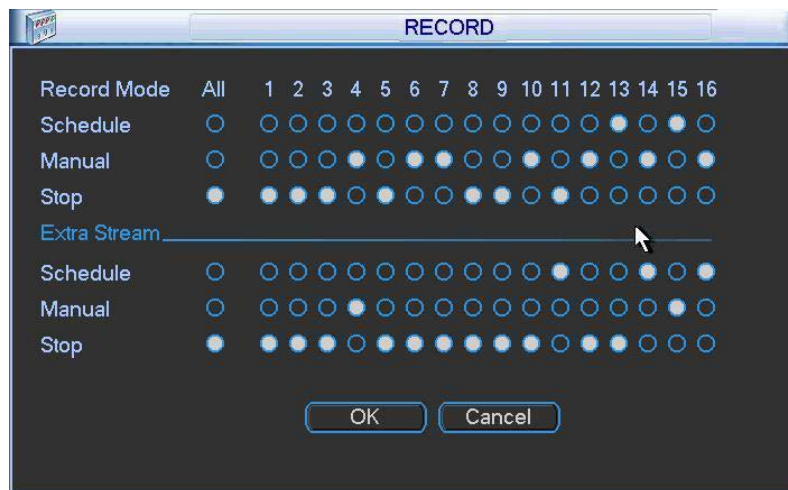 RECORD
Record Mode All 1 2 3 4 5 6 7 8 9 10 11 12 13 14 15 16
Schedule
Manual
Stop
Extra Stream
Schedule
Manual
Stop
OK Cancel